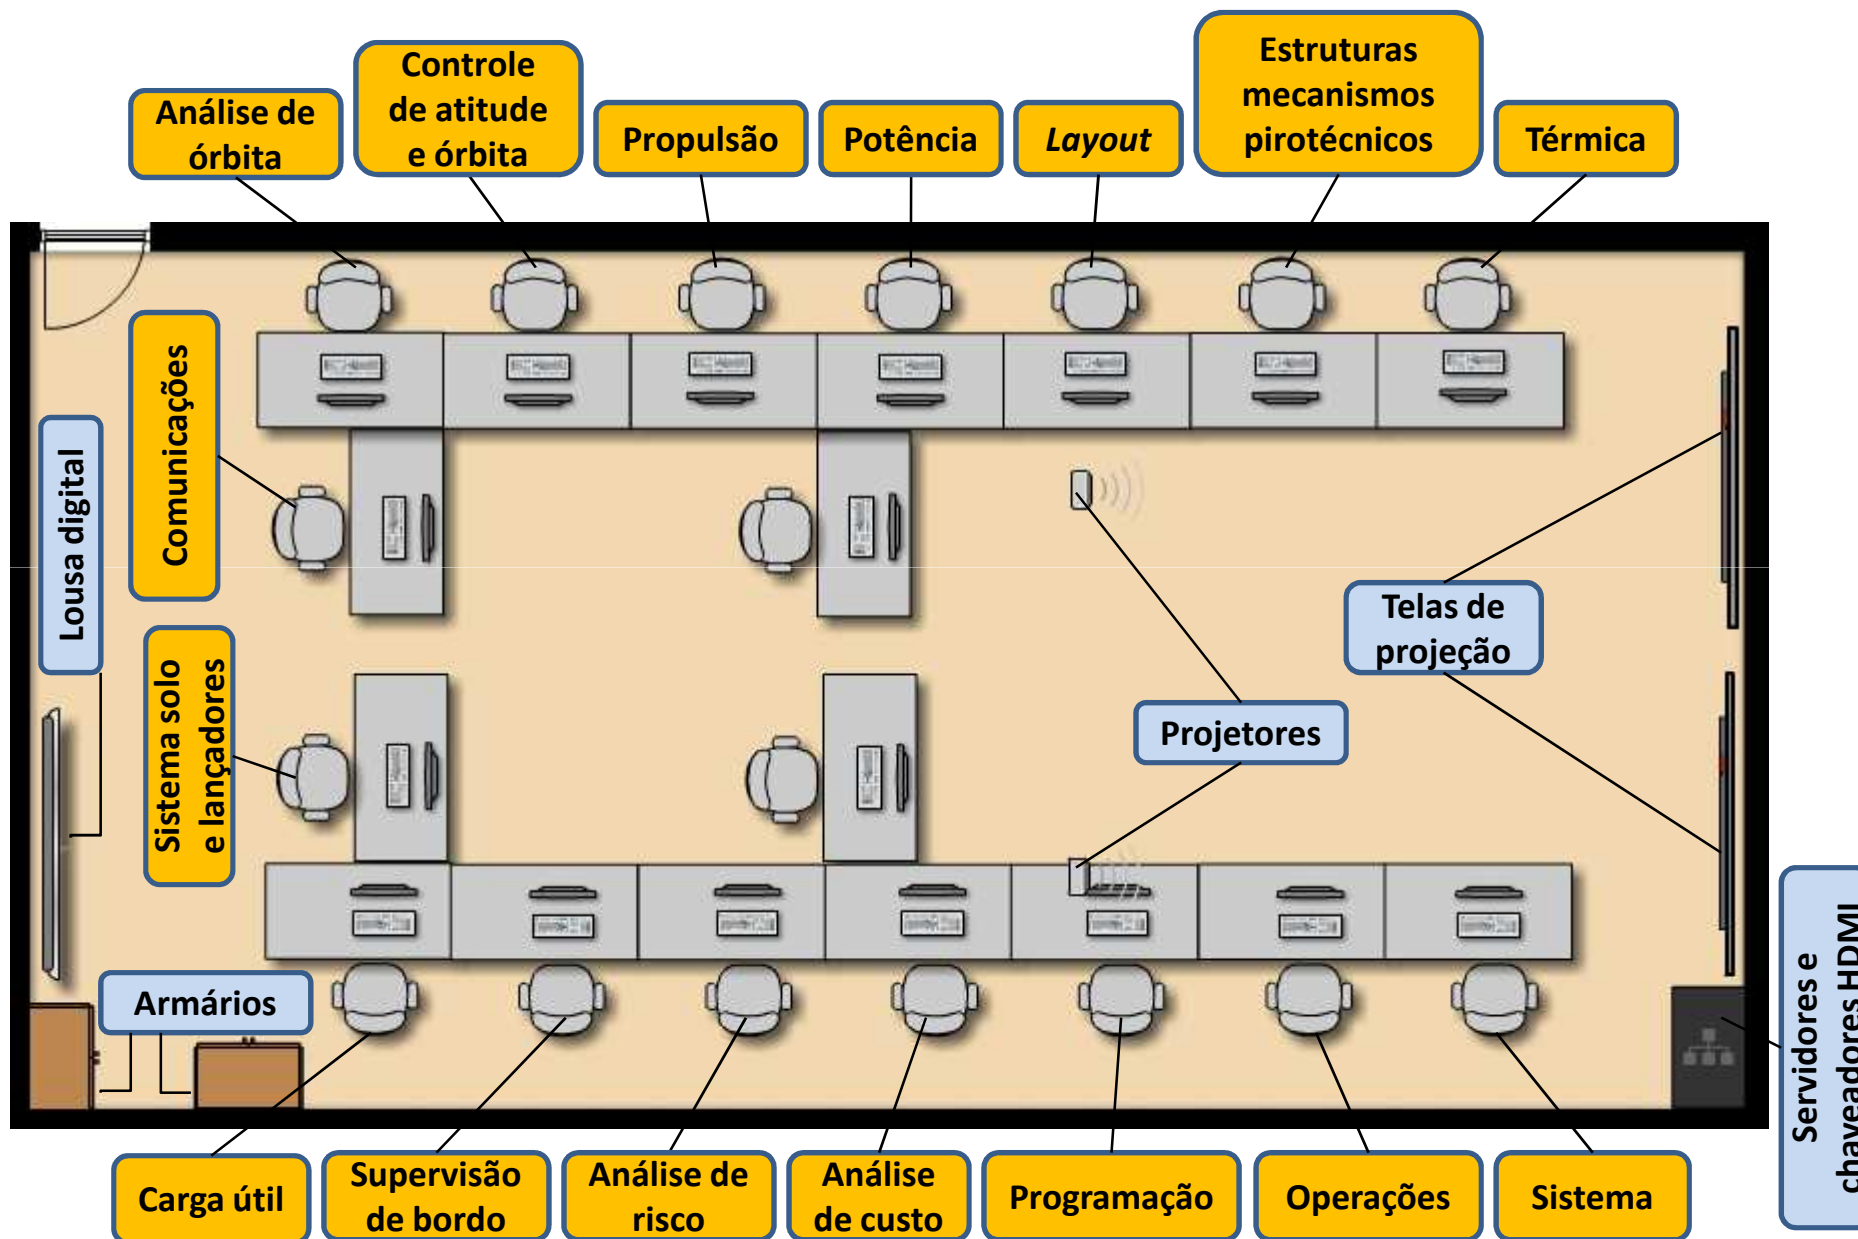 Análise de
órbita
Controle
de atitude
e órbita
Propulsão
Potência
Layout
Estruturas
mecanismos
pirotécnicos
Térmica
Comunicações
Lousa digital
Sistema solo
e lançadores
Telas de
projeção
Projetores
Armários
Servidores e
chaveadores HDMI
Carga útil
Supervisão
de bordo
Análise de
risco
Análise
de custo
Programação
Operações
Sistema